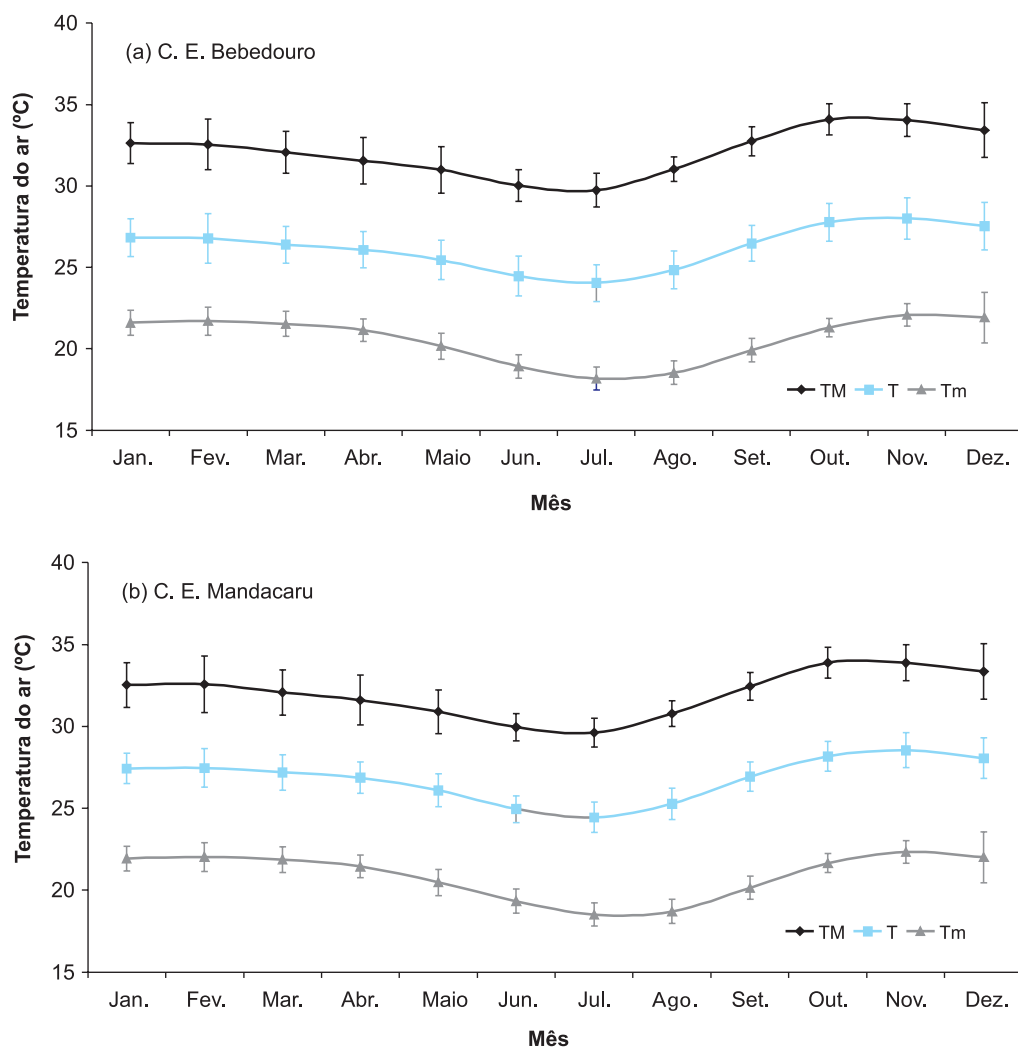 40
(a) C. E. Bebedouro
35
30
25
20
15
Temperatura do ar (ºC)
TM T Tm
Jan. Fev. Mar. Abr. Maio Jun. Jul. Ago. Set. Out. Nov. Dez.
Mês
40
(b) C. E. Mandacaru
35
30
25
20
15
Temperatura do ar (ºC)
TM T Tm
Jan. Fev. Mar. Abr. Maio Jun. Jul. Ago. Set. Out. Nov. Dez.
Mês